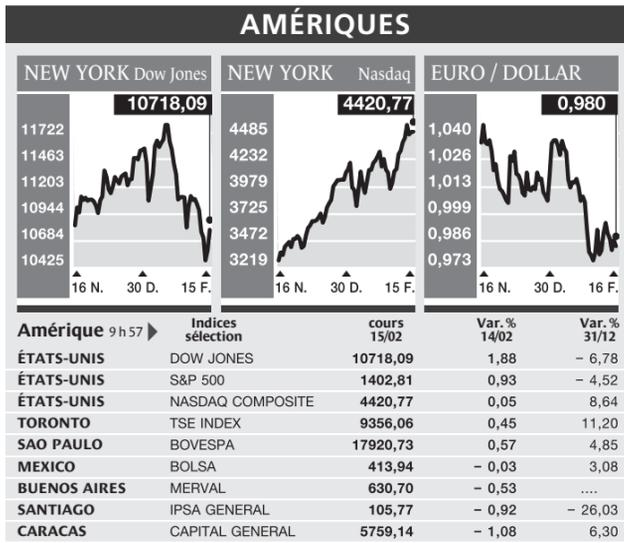 AMÉRIQUES
NEW YORK Dow Jones
10718,09
11722
11463
11203
10944
10684
10425
16 N. 30 D. 15 F.
NEW YORK Nasdaq
4420,77
4485
4232
3979
3725
3472
3219
16 N. 30 D. 15 F.
EURO / DOLLAR
0,980
1,040
1,026
1,013
0,999
0,986
0,973
16 N. 30 D. 16 F.
Amérique 9 h 57 Indices sélection cours 15/02 Var. % 14/02 Var. % 31/12
ÉTATS-UNIS DOW JONES 10718,09 1,88 – 6,78
ÉTATS-UNIS S&P 500 1402,81 0,93 – 4,52
ÉTATS-UNIS NASDAQ COMPOSITE 4420,77 0,05 8,64
TORONTO TSE INDEX 9356,06 0,45 11,20
SAO PAULO BOVESPA 17920,73 0,57 4,85
MEXICO BOLSA 413,94 – 0,03 3,08
BUENOS AIRES MERVAL 630,70 – 0,53 ....
SANTIAGO IPSA GENERAL 105,77 – 0,92 – 26,03
CARACAS CAPITAL GENERAL 5759,14 – 1,08 6,30